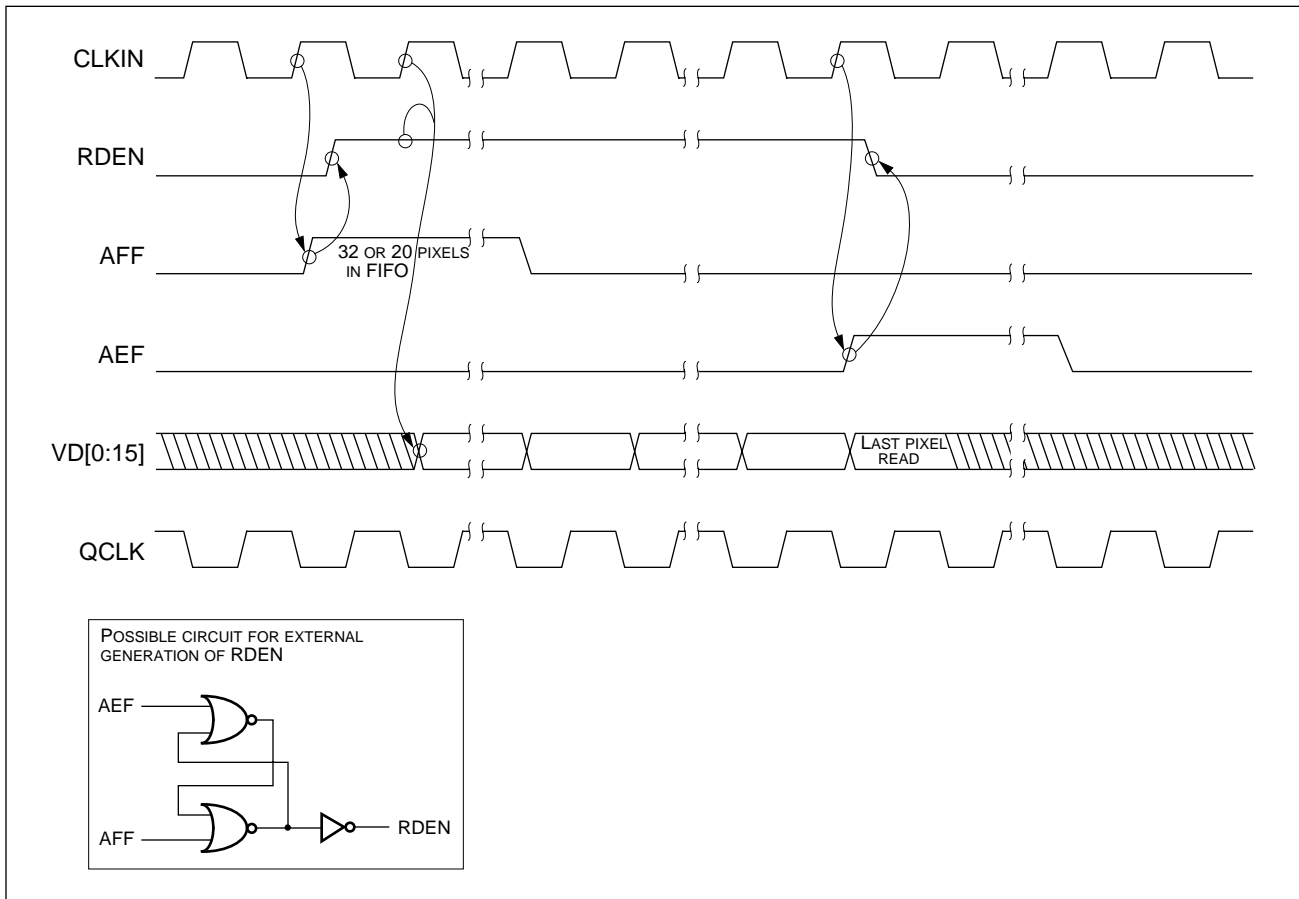 CLKIN
RDEN
AFF
32 OR 20 PIXELS
IN FIFO
AEF
VD[0:15]
LAST PIXEL
READ
QCLK
POSSIBLE CIRCUIT FOR EXTERNAL
GENERATION OF RDEN
AEF
AFF
RDEN